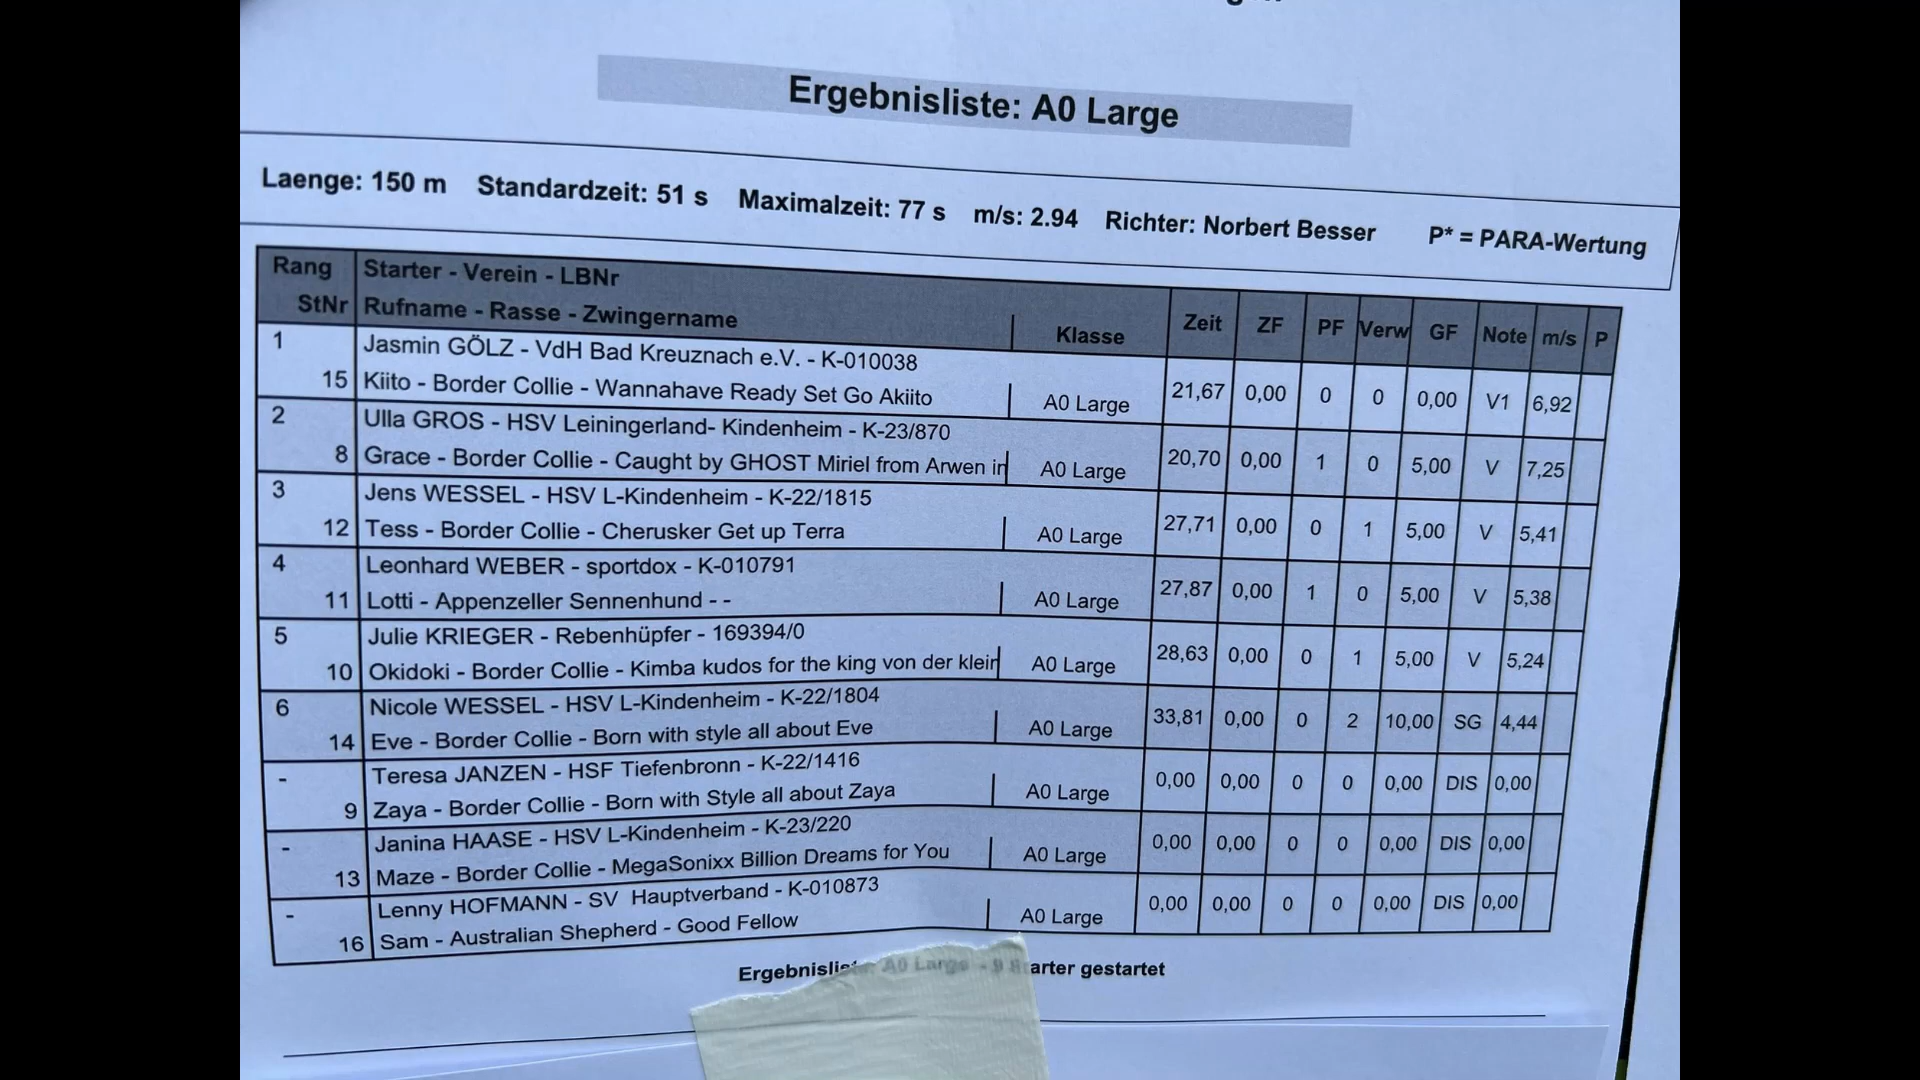 Ergebnisliste: A0 Large
Laenge: 150 m Standardzeit: 51 s Maximalzeit: 77 s m/s: 2.94 Richter: Norbert Besser P* = PARA-Wertung
Rang Starter - Verein - LBNr
StNr Rufname - Rasse - Zwingername Klasse Zeit ZF PF Verw GF Note m/s P
1 Jasmin GÖLZ - VdH Bad Kreuznach e.V. - K-010038
15 Kiito - Border Collie - Wannahave Ready Set Go Akiito A0 Large 21,67 0,00 0 0 0,00 V1 6,92
2 Ulla GROS - HSV Leiningerland- Kindenheim - K-23/870
8 Grace - Border Collie - Caught by GHOST Miriel from Arwen in A0 Large 20,70 0,00 1 0 5,00 V 7,25
3 Jens WESSEL - HSV L-Kindenheim - K-22/1815
12 Tess - Border Collie - Cherusker Get up Terra A0 Large 27,71 0,00 0 1 5,00 V 5,41
4 Leonhard WEBER - sportdox - K-010791
11 Lotti - Appenzeller Sennenhund - - A0 Large 27,87 0,00 1 0 5,00 V 5,38
5 Julie KRIEGER - Rebenhüpfer - 169394/0
10 Okidoki - Border Collie - Kimba kudos for the king von der klein A0 Large 28,63 0,00 0 1 5,00 V 5,24
6 Nicole WESSEL - HSV L-Kindenheim - K-22/1804
14 Eve - Border Collie - Born with style all about Eve A0 Large 33,81 0,00 0 2 10,00 SG 4,44
- Teresa JANZEN - HSF Tiefenbronn - K-22/1416
9 Zaya - Border Collie - Born with Style all about Zaya A0 Large 0,00 0,00 0 0 0,00 DIS 0,00
- Janina HAASE - HSV L-Kindenheim - K-23/220
13 Maze - Border Collie - MegaSonixx Billion Dreams for You A0 Large 0,00 0,00 0 0 0,00 DIS 0,00
- Lenny HOFMANN - SV Hauptverband - K-010873
16 Sam - Australian Shepherd - Good Fellow A0 Large 0,00 0,00 0 0 0,00 DIS 0,00
Ergebnisliste: A0 Large - 9 Starter gestartet